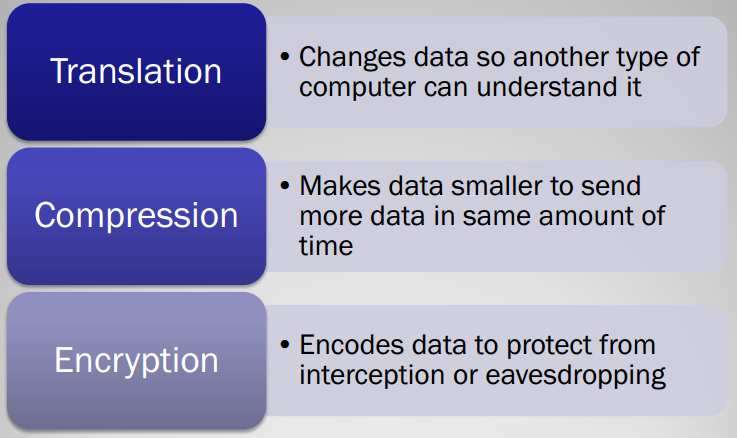 Translation
• Changes data so another type of
computer can understand it
Compression
• Makes data smaller to send
more data in same amount of
time
Encryption
• Encodes data to protect from
interception or eavesdropping